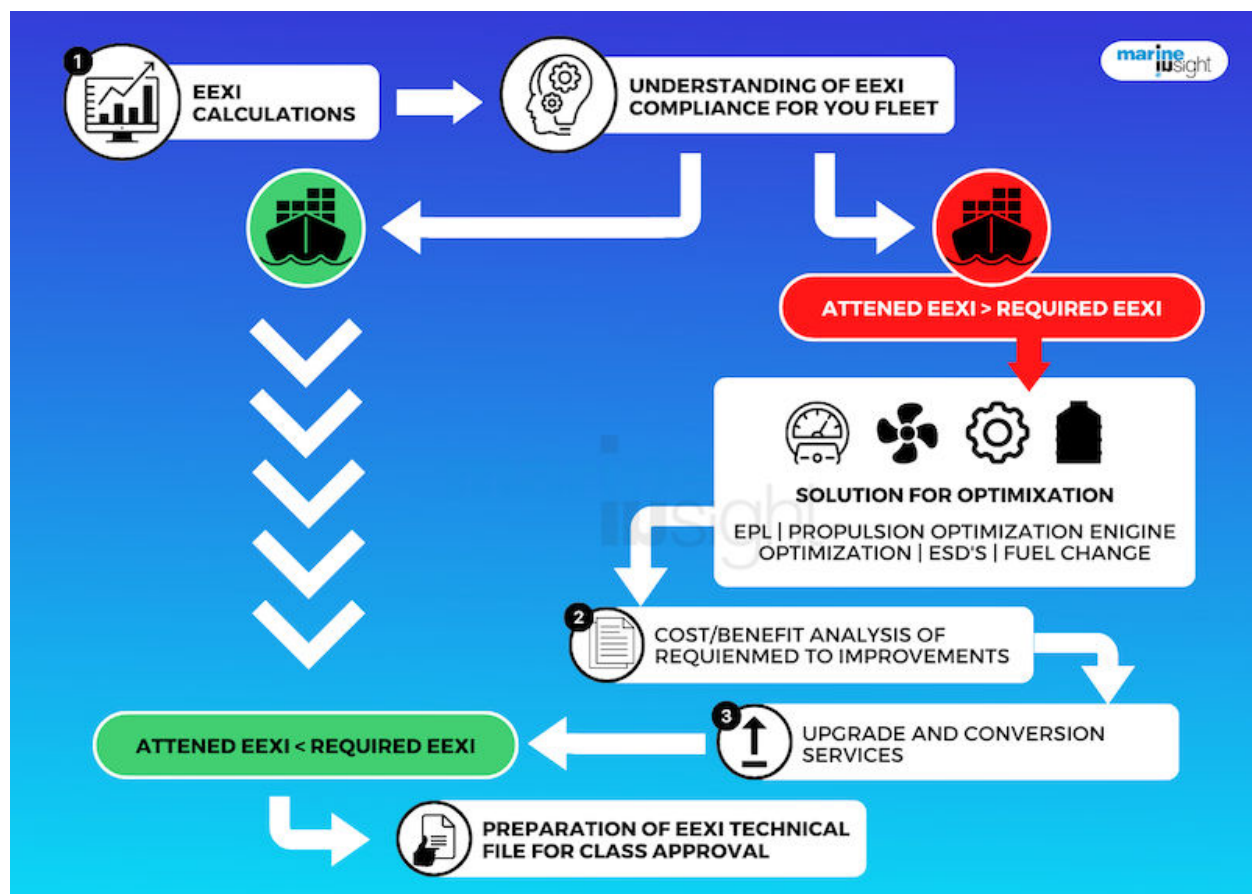 1
EEXI
CALCULATIONS
UNDERSTANDING OF EEXI
COMPLIANCE FOR YOU FLEET
marine
insight
ATTENED EEXI > REQUIRED EEXI
SOLUTION FOR OPTIMIXATION
EPL | PROPULSION OPTIMIZATION ENIGINE
OPTIMIZATION | ESD'S | FUEL CHANGE
insight
2
COST/BENEFIT ANALYSIS OF
REQUIENMED TO IMPROVEMENTS
3
UPGRADE AND CONVERSION
SERVICES
ATTENED EEXI < REQUIRED EEXI
PREPARATION OF EEXI TECHNICAL
FILE FOR CLASS APPROVAL